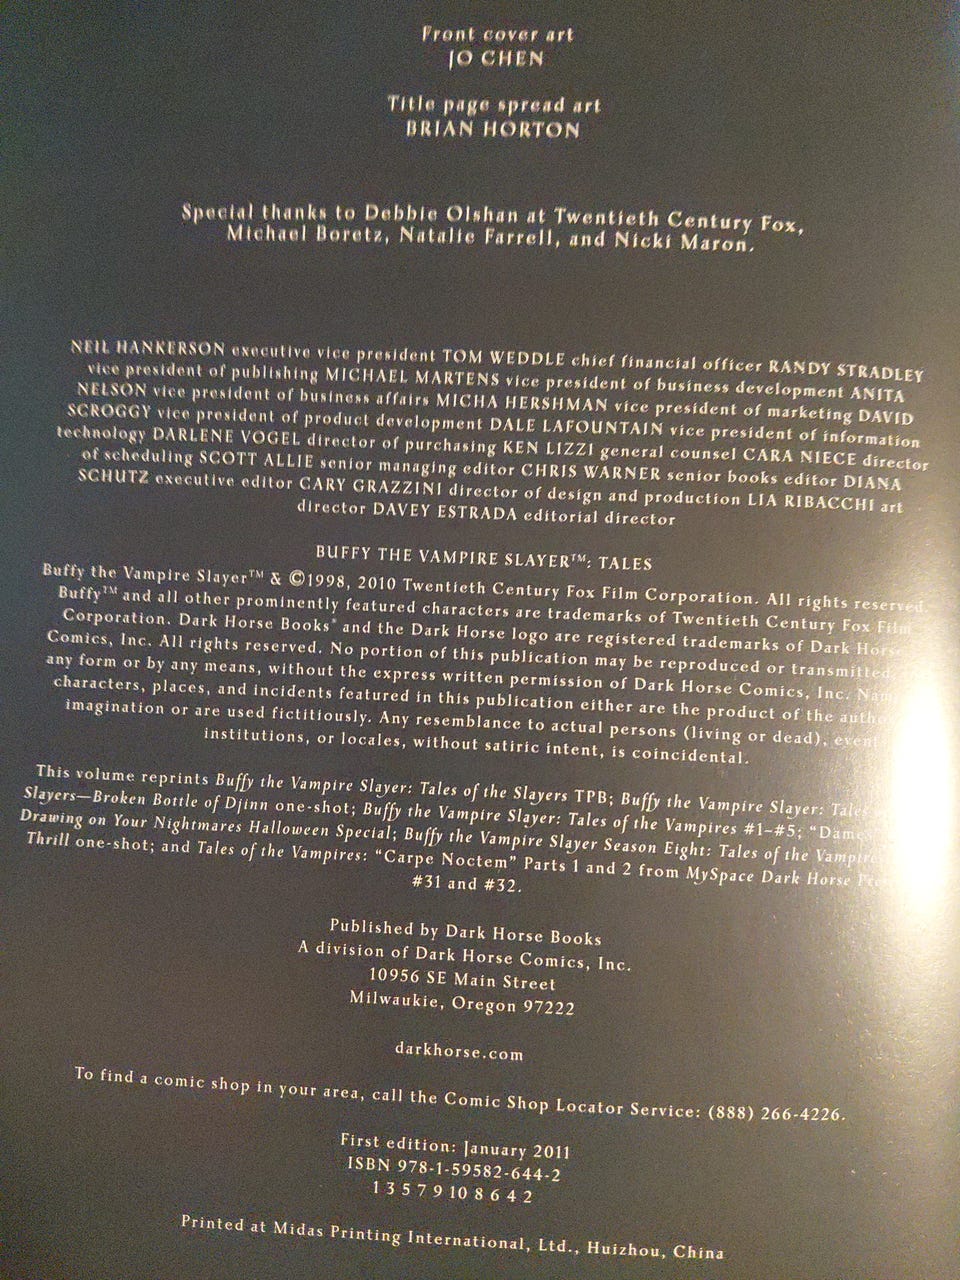 Front cover art
JO CHEN
Title page spread art
BRIAN HORTON
Special thanks to Debbie Olshan at Twentieth Century Fox,
Michael Boretz, Natalie Farrell, and Nicki Maron.
NEIL HANKERSON executive vice president TOM WEDDLE chief financial officer RANDY STRADLEY
vice president of publishing MICHAEL MARTENS vice president of business development ANITA
NELSON vice president of business affairs MICHA HERSHMAN vice president of marketing DAVID
SCROGGY vice president of product development DALE LAFOUNTAIN vice president of information
technology DARLENE VOGEL director of purchasing KEN LIZZI general counsel CARA NIECE director
of scheduling SCOTT ALLIE senior managing editor CHRIS WARNER senior books editor DIANA
SCHUTZ executive editor CARY GRAZZINI director of design and production LIA RIBACCHI art
director DAVEY ESTRADA editorial director
BUFFY THE VAMPIRE SLAYER™: TALES
Buffy the Vampire Slayer™ & ©1998, 2010 Twentieth Century Fox Film Corporation. All rights reserved.
Buffy™ and all other prominently featured characters are trademarks of Twentieth Century Fox Film
Corporation. Dark Horse Books® and the Dark Horse logo are registered trademarks of Dark Horse
Comics, Inc. All rights reserved. No portion of this publication may be reproduced or transmitted,
any form or by any means, without the express written permission of Dark Horse Comics, Inc.
characters, places, and incidents featured in this publication either are the product of the
imagination or are used fictitiously. Any resemblance to actual persons (living or dead),
institutions, or locales, without satiric intent, is coincidental.
This volume reprints Buffy the Vampire Slayer: Tales of the Slayers TPB; Buffy the Vampire Slayer: Tales
Slayers—Broken Bottle of Djinn one-shot; Buffy the Vampire Slayer: Tales of the Vampires #1–#5; “Dames
Drawing on Your Nightmares Halloween Special; Buffy the Vampire Slayer Season Eight: Tales of the
Thrill one-shot; and Tales of the Vampires: “Carpe Noctem” Parts 1 and 2 from MySpace Dark Horse
#31 and #32.
Published by Dark Horse Books
A division of Dark Horse Comics, Inc.
10956 SE Main Street
Milwaukie, Oregon 97222
darkhorse.com
To find a comic shop in your area, call the Comic Shop Locator Service: (888) 266-4226.
First edition: January 2011
ISBN 978-1-59582-644-2
1 3 5 7 9 10 8 6 4 2
Printed at Midas Printing International, Ltd., Huizhou, China